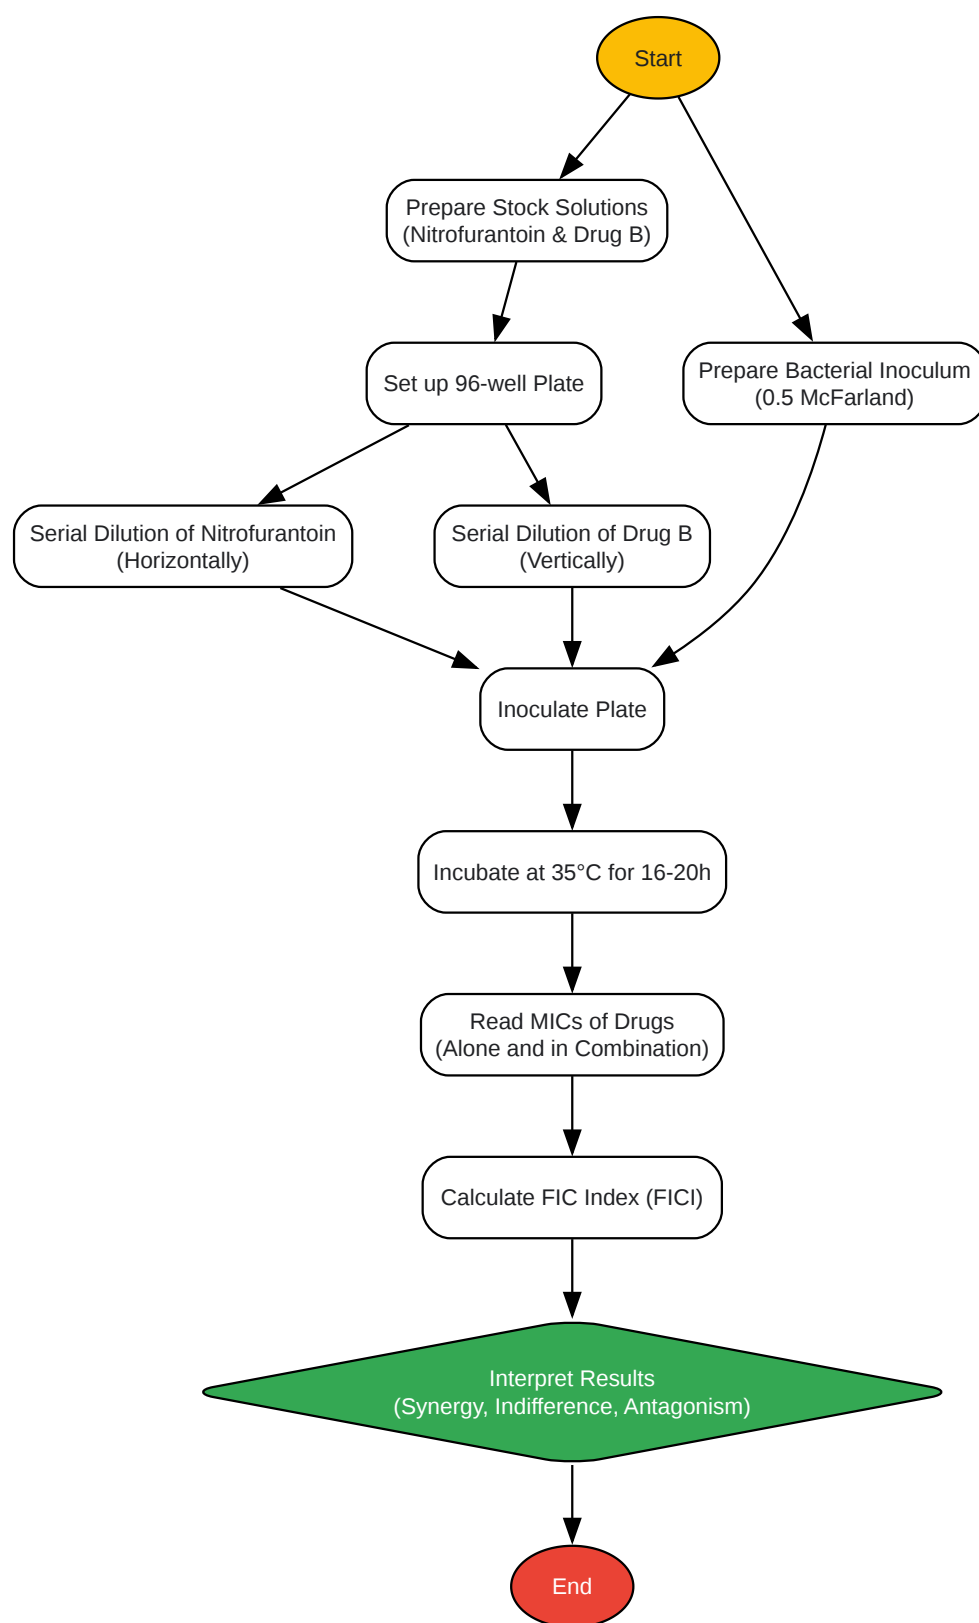 Start
Prepare Stock Solutions
(Nitrofurantoin & Drug B)
Set up 96-well Plate
Prepare Bacterial Inoculum
(0.5 McFarland)
Serial Dilution of Nitrofurantoin
(Horizontally)
Serial Dilution of Drug B
(Vertically)
Inoculate Plate
Incubate at 35°C for 16-20h
Read MICs of Drugs
(Alone and in Combination)
Calculate FIC Index (FICI)
Interpret Results
(Synergy, Indifference, Antagonism)
End